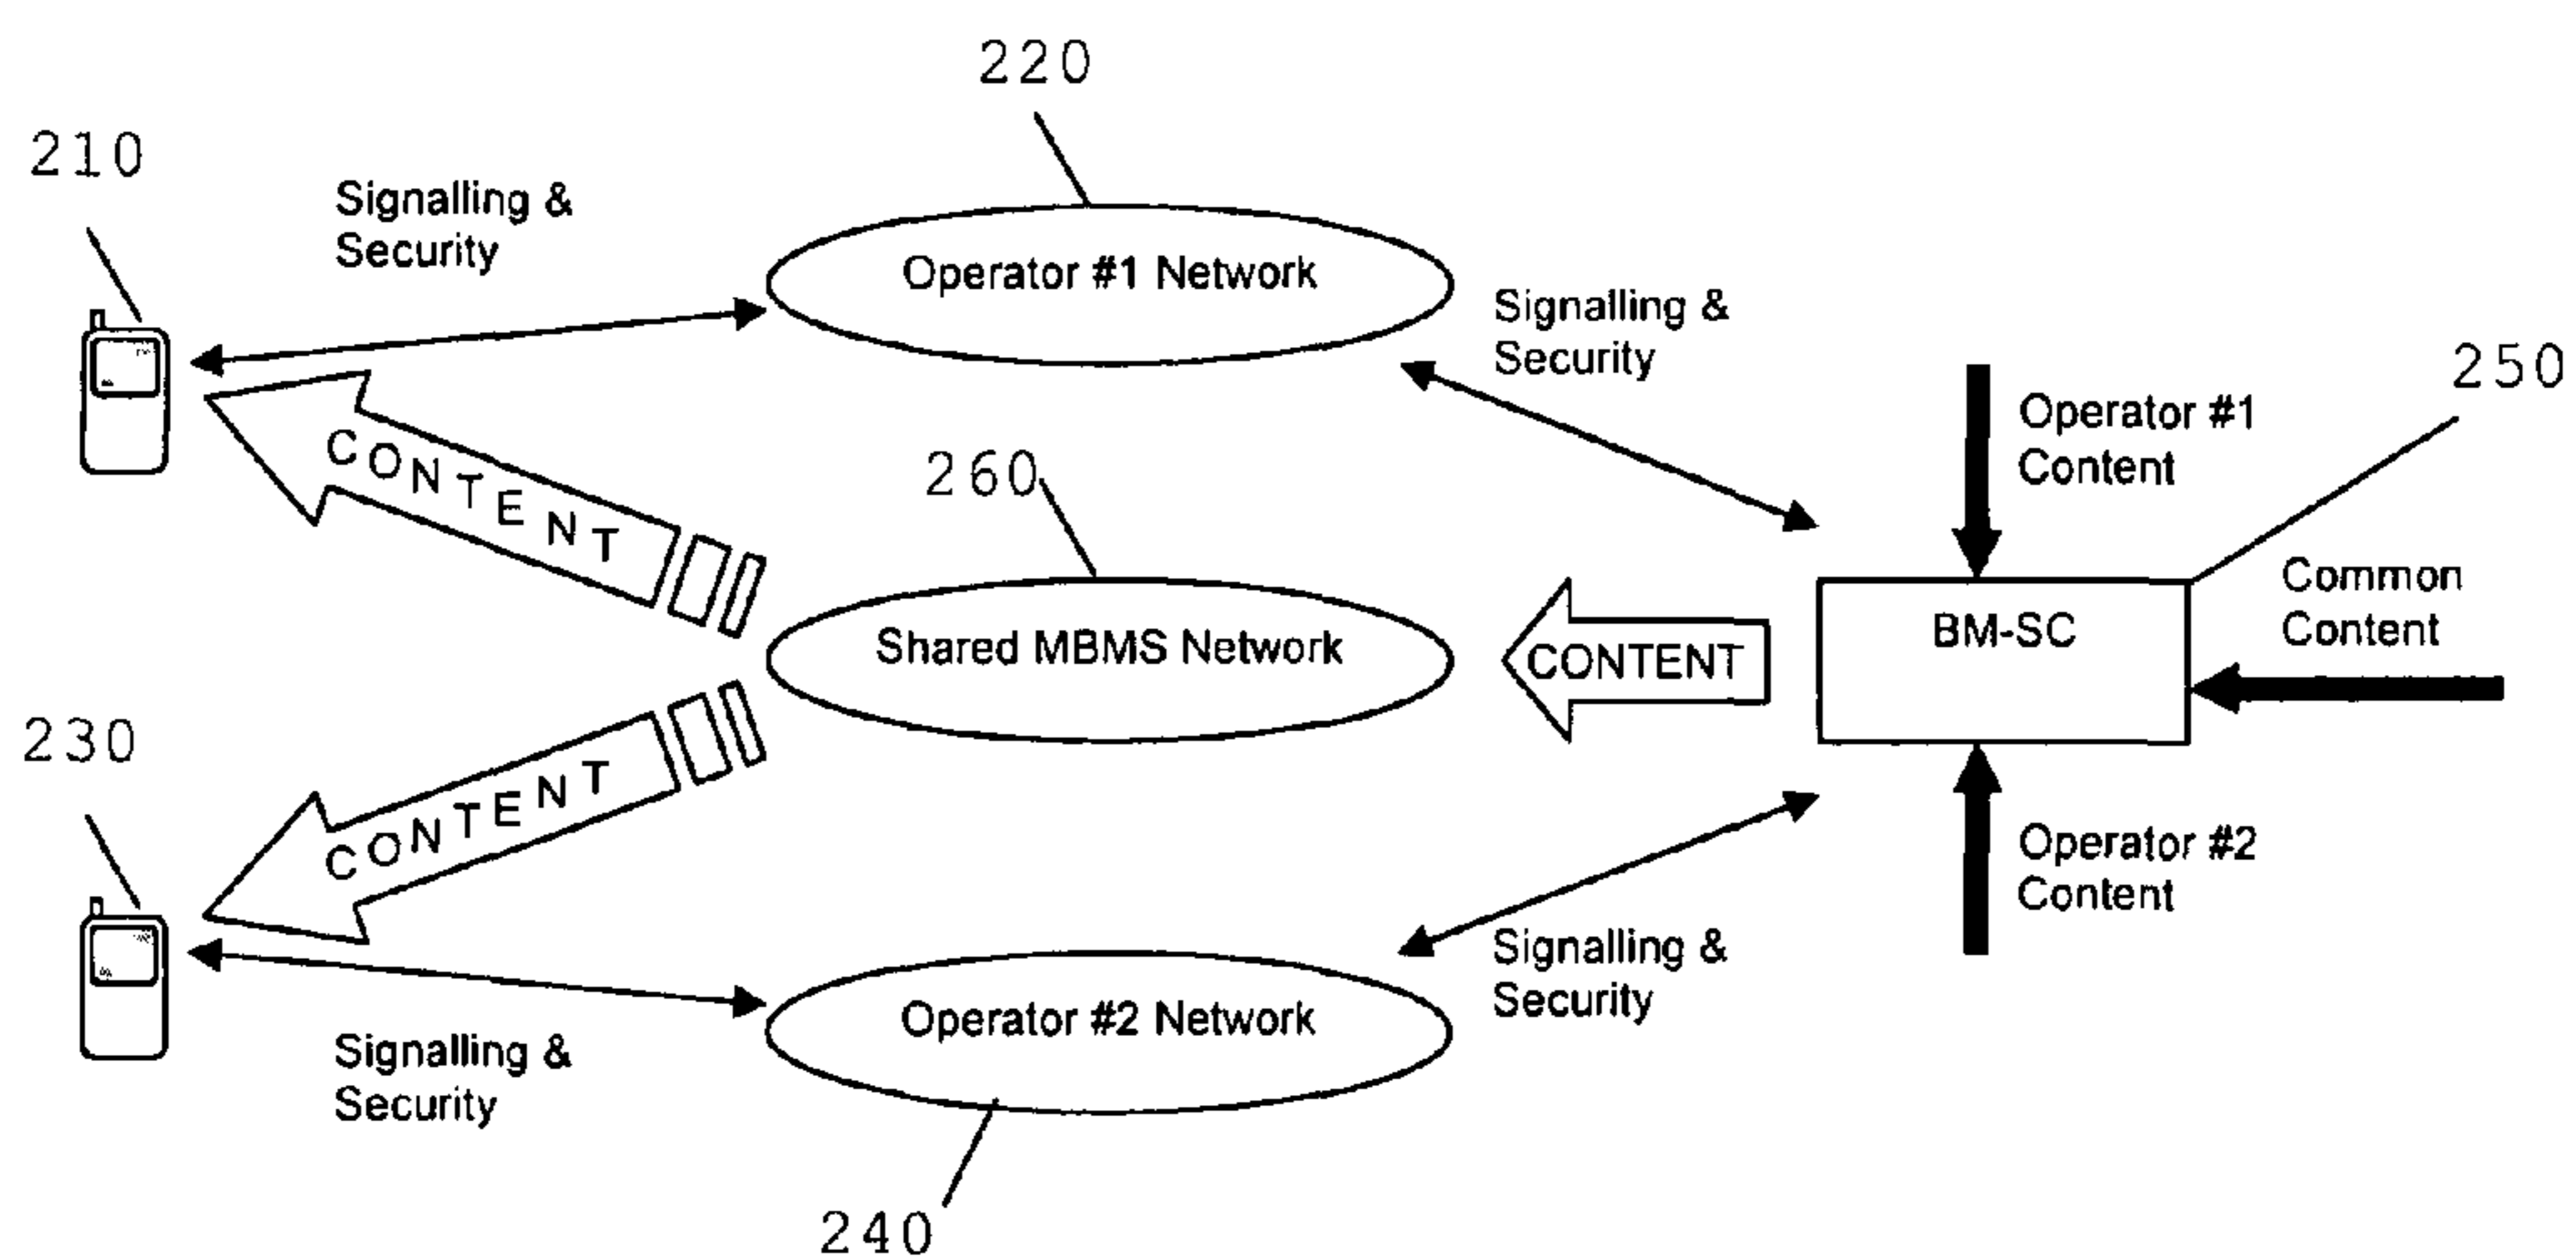 220
210
Signalling &
Security
Operator #1 Network
Signalling &
Security
250
Operator #1
Content
260
CONTENT
Common
Content
BM-SC
Shared MBMS Network
CONTENT
230
CONTENT
Operator #2
Content
Signalling &
Security
Operator #2 Network
Signalling &
Security
240